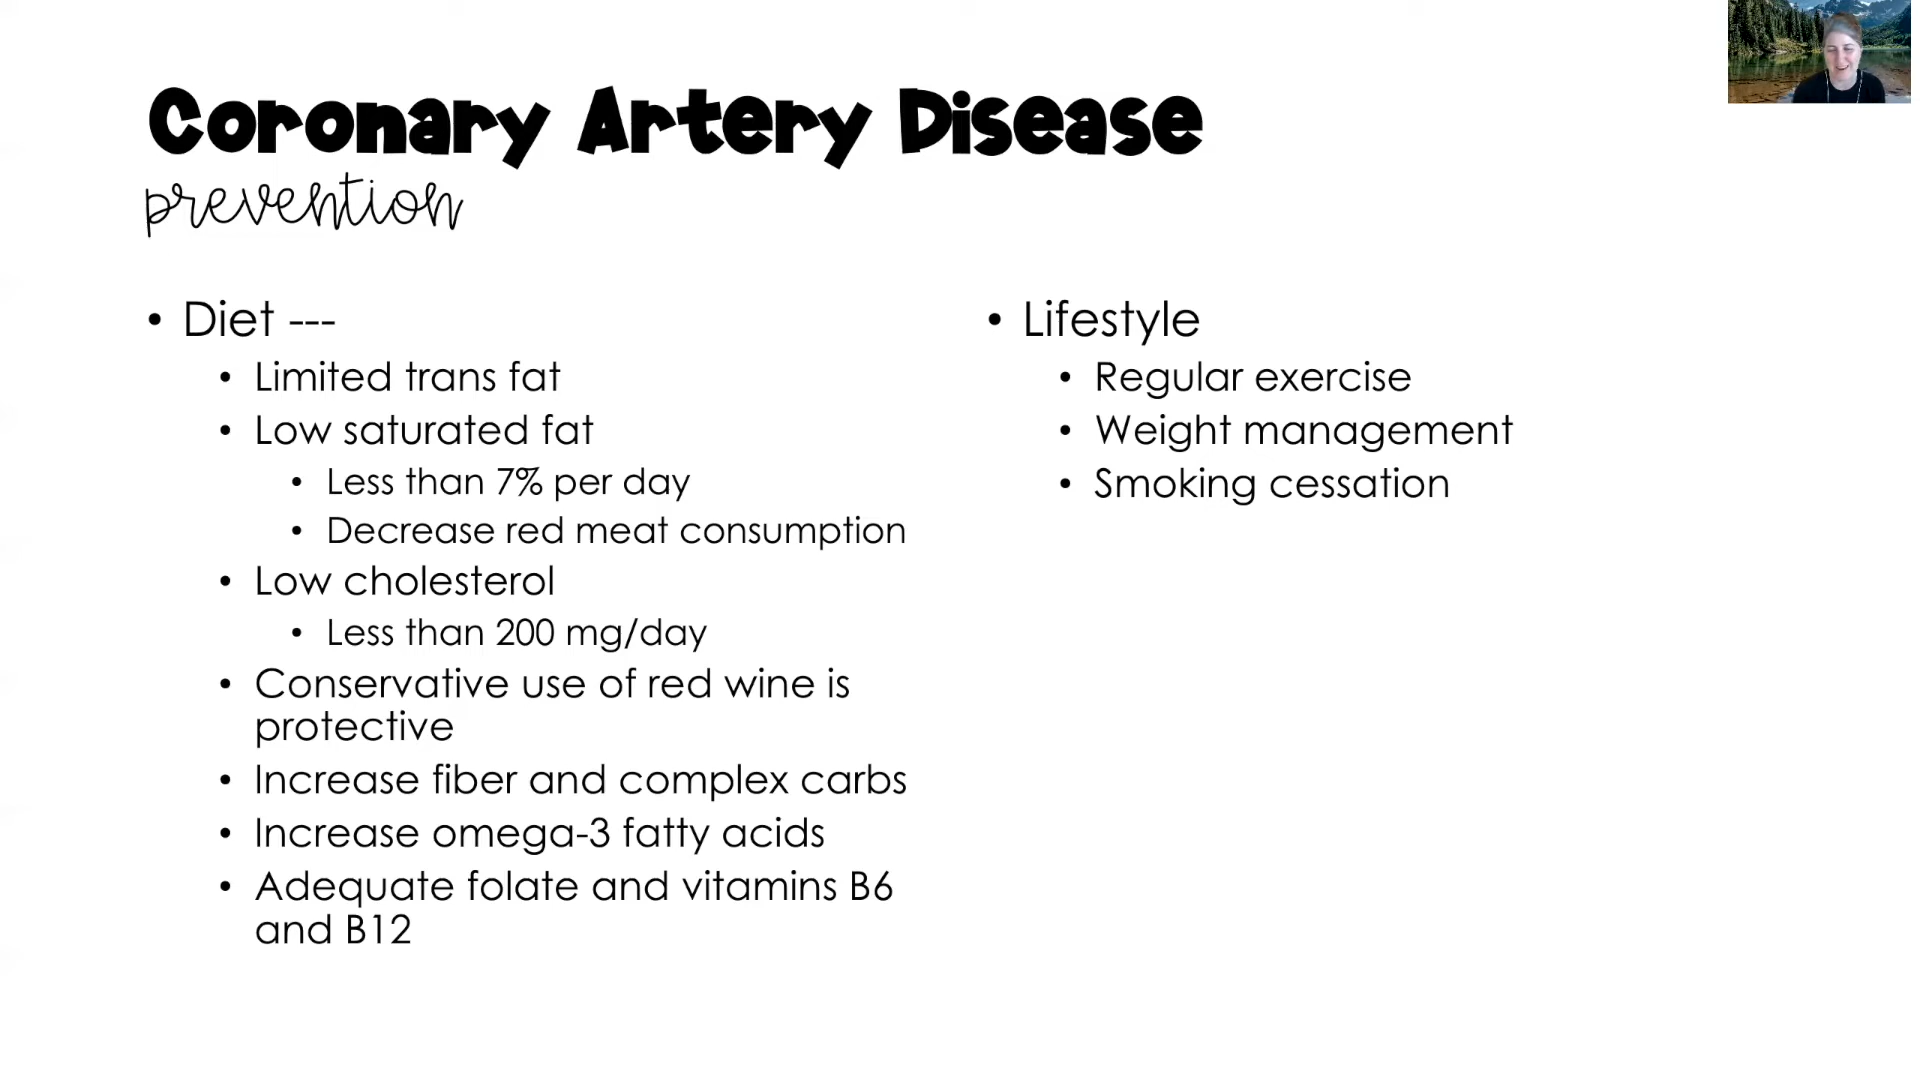 Coronary Artery Disease
prevention
• Diet ---
• Limited trans fat
• Low saturated fat
• Less than 7% per day
• Decrease red meat consumption
• Low cholesterol
• Less than 200 mg/day
• Conservative use of red wine is
protective
• Increase fiber and complex carbs
• Increase omega-3 fatty acids
• Adequate folate and vitamins B6
and B12
• Lifestyle
• Regular exercise
• Weight management
• Smoking cessation